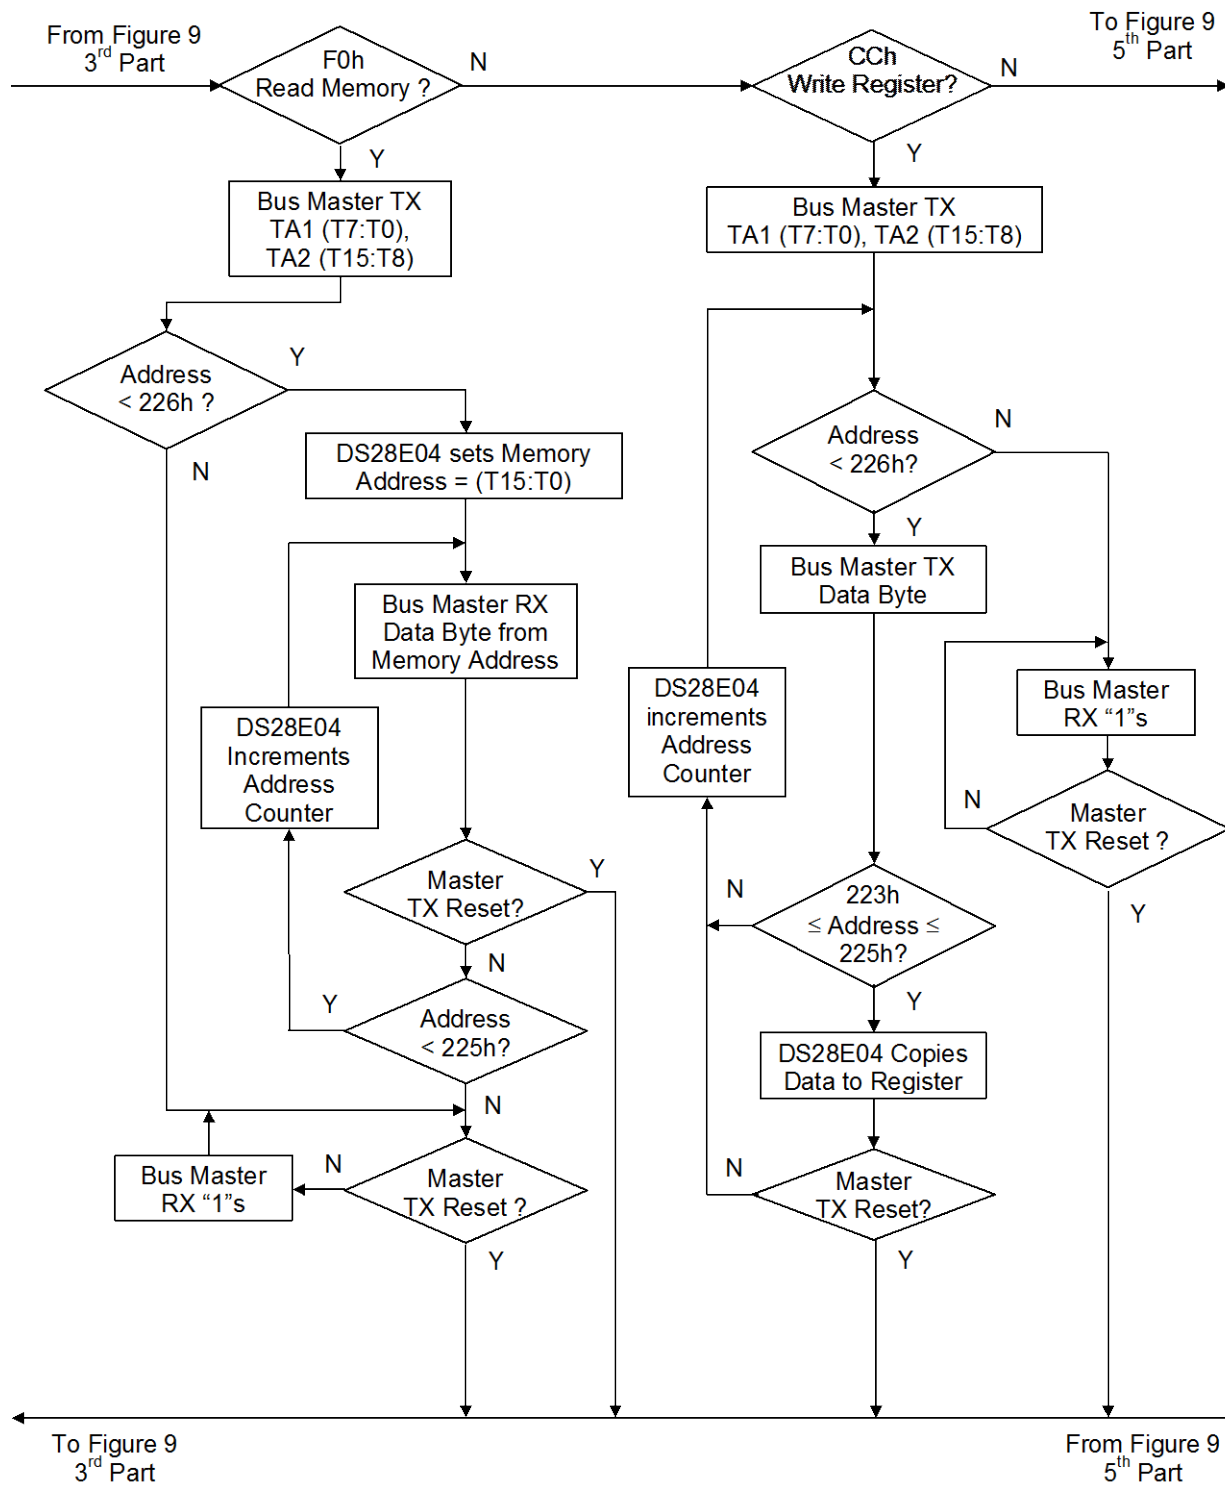 From Figure 9
3rd Part
F0h
Read Memory ?
N
CCh
Write Register?
N
To Figure 9
5th Part
Y
Y
Bus Master TX
TA1 (T7:T0),
TA2 (T15:T8)
Bus Master TX
TA1 (T7:T0), TA2 (T15:T8)
Address
< 226h ?
Y
N
DS28E04 sets Memory
Address = (T15:T0)
Address
< 226h?
N
Y
Bus Master TX
Data Byte
Bus Master RX
Data Byte from
Memory Address
DS28E04
Increments
Address
Counter
DS28E04
increments
Address
Counter
Bus Master
RX “1”s
Master
TX Reset ?
N
Y
Master
TX Reset?
Y
N
223h
≤ Address ≤
225h?
N
Y
Address
< 225h?
Y
N
DS28E04 Copies
Data to Register
Bus Master
RX “1”s
N
Master
TX Reset ?
Y
N
Master
TX Reset?
Y
To Figure 9
3rd Part
From Figure 9
5th Part